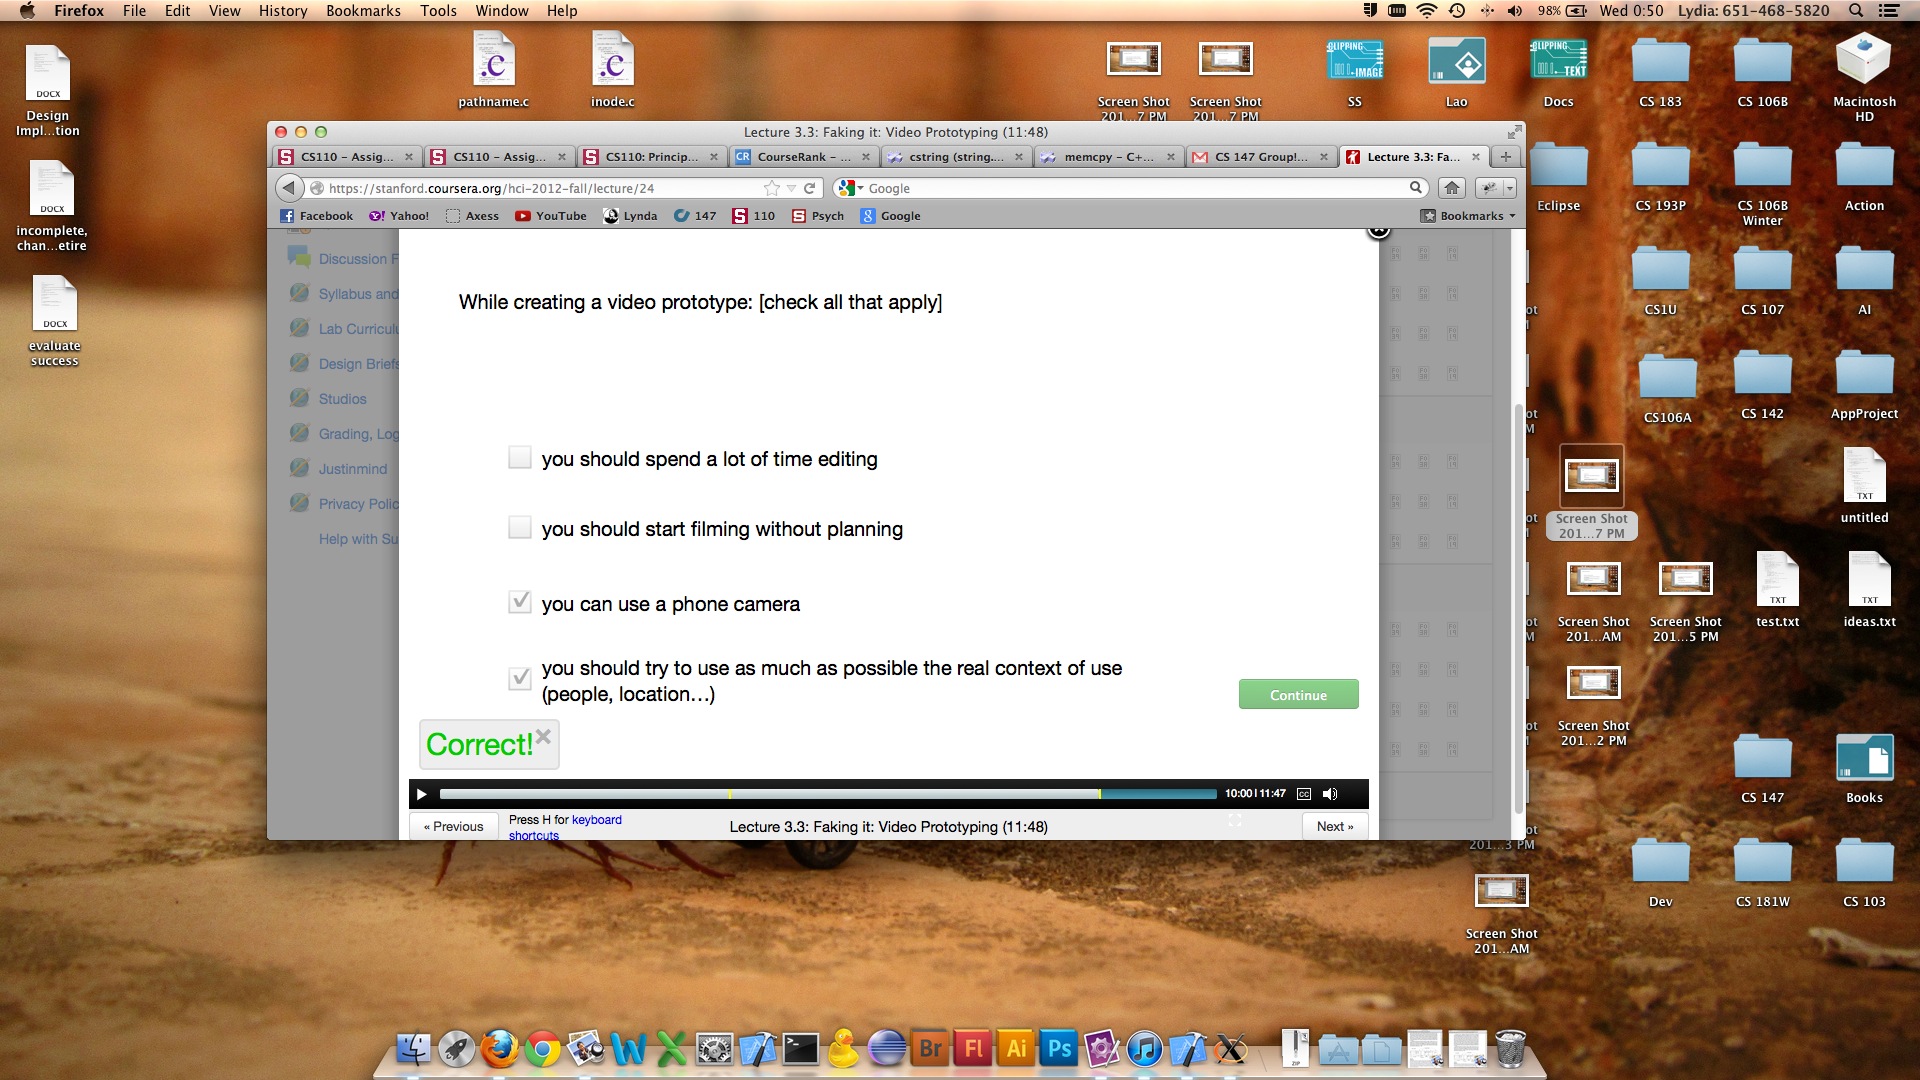 Firefox File Edit View History Bookmarks Tools Window Help
98% Wed 0:50 Lydia: 651-468-5820
DOCX
Design
Impl...tion
DOCX
incomplete,
chan...etire
DOCX
evaluate
success
.c
pathname.c
.c
inode.c
Screen Shot
201...7 PM
Screen Shot
201...7 PM
CLIPPING
IMAGE
SS
Lao
CLIPPING
TEXT
Docs
CS 183
CS 106B
Macintosh
HD
Lecture 3.3: Faking it: Video Prototyping (11:48)
CS110 – Assig...
CS110 – Assig...
CS110: Princip...
CourseRank – ...
cstring (string....
memcpy – C+...
CS 147 Group!...
Lecture 3.3: Fa...
https://stanford.coursera.org/hci-2012-fall/lecture/24
Google
Facebook Yahoo! Axess YouTube Lynda 147 110 Psych Google
Bookmarks
Discussion F
Syllabus and
Lab Curricul
Design Briefs
Studios
Grading, Log
Justinmind
Privacy Polic
Help with Su
While creating a video prototype: [check all that apply]
you should spend a lot of time editing
you should start filming without planning
you can use a phone camera
you should try to use as much as possible the real context of use
(people, location...)
Continue
Correct!
10:00 | 11:47
CC
« Previous
Press H for keyboard
shortcuts
Lecture 3.3: Faking it: Video Prototyping (11:48)
Next »
Eclipse
CS 193P
CS 106B
Winter
Action
CS1U
CS 107
AI
CS106A
CS 142
AppProject
Screen Shot
201...7 PM
TXT
untitled
Screen Shot
201...AM
Screen Shot
201...5 PM
TXT
test.txt
TXT
ideas.txt
Screen Shot
201...2 PM
CS 147
Books
201...3 PM
Dev
CS 181W
CS 103
Screen Shot
201...AM
Br
Fl
Ai
Ps
ZIP